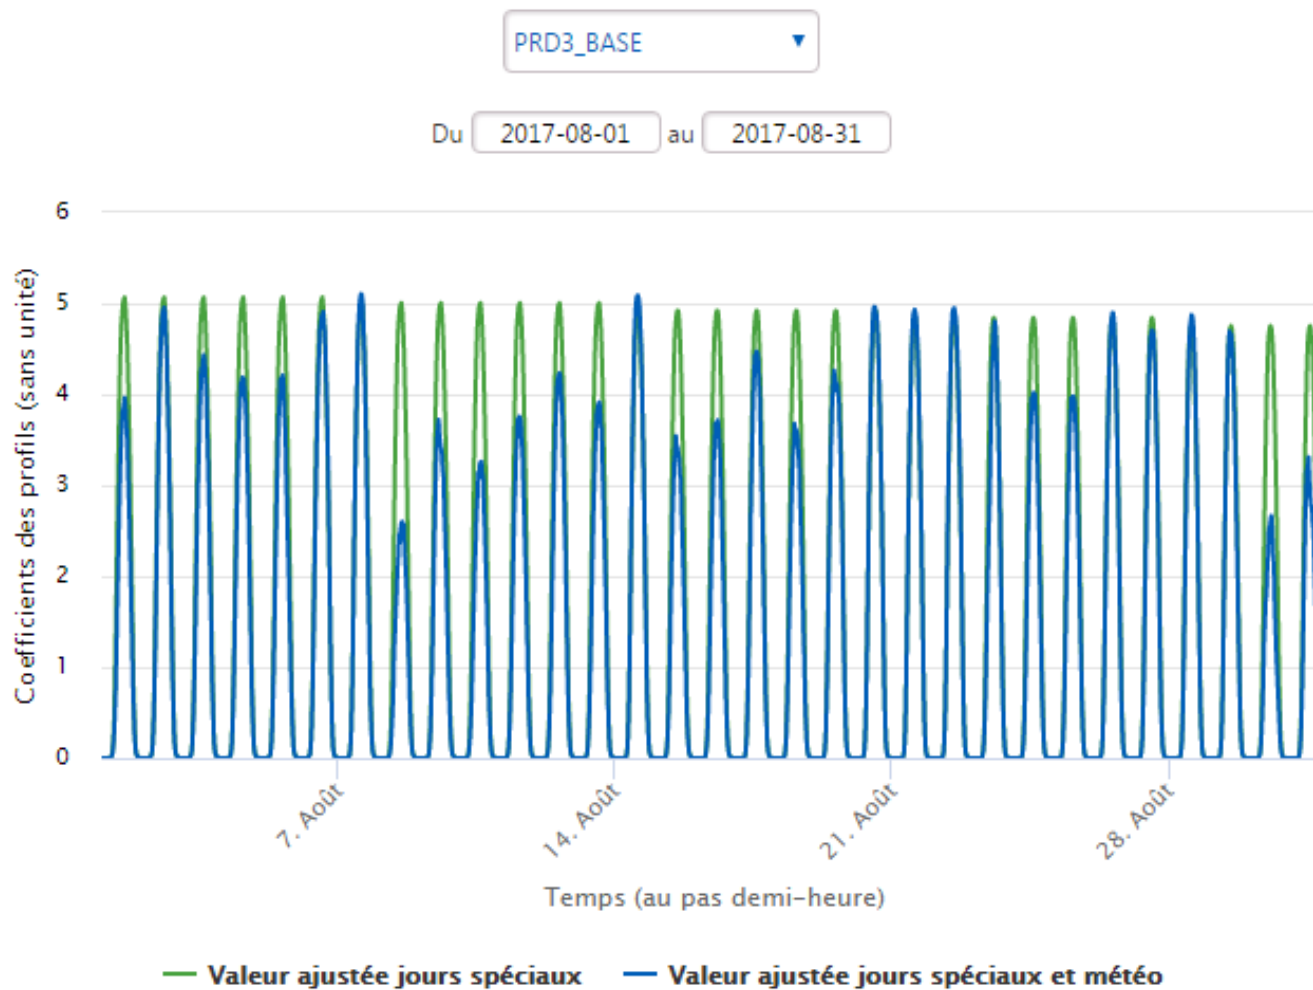 PRD3_BASE
Du 2017-08-01 au 2017-08-31
Coefficients des profils (sans unité)
6
5
4
3
2
1
0
7. Août
14. Août
21. Août
28. Août
Temps (au pas demi-heure)
Valeur ajustée jours spéciaux
Valeur ajustée jours spéciaux et météo